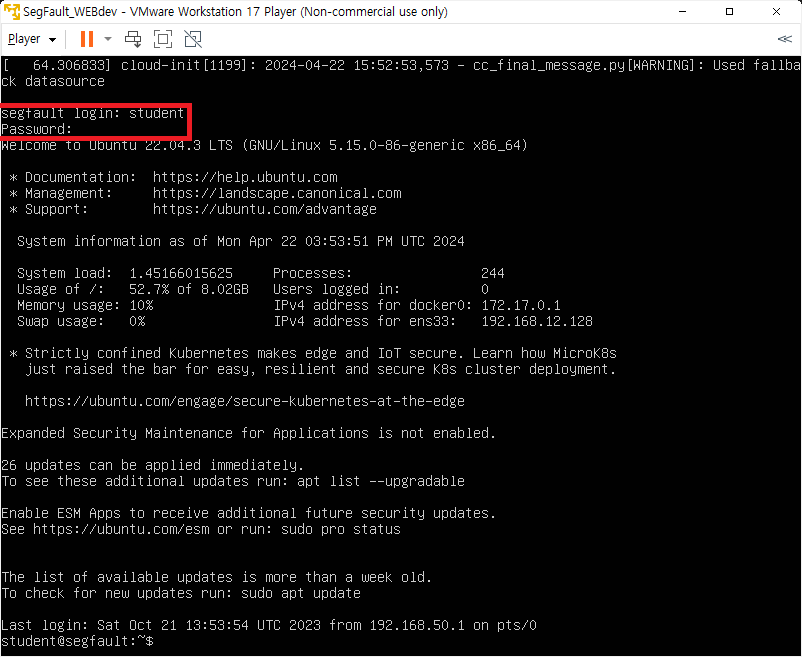 SegFault_WEBdev - VMware Workstation 17 Player (Non-commercial use only)
Player
[   64.306833] cloud-init[1199]: 2024-04-22 15:52:53,573 - cc_final_message.py[WARNING]: Used fallba
ck datasource
segfault login: student
Password:
Welcome to Ubuntu 22.04.3 LTS (GNU/Linux 5.15.0-86-generic x86_64)
* Documentation:  https://help.ubuntu.com
* Management:     https://landscape.canonical.com
* Support:        https://ubuntu.com/advantage
System information as of Mon Apr 22 03:53:51 PM UTC 2024
System load:  1.45166015625     Processes:                244
Usage of /:   52.7% of 8.02GB   Users logged in:          0
Memory usage: 10%               IPv4 address for docker0: 172.17.0.1
Swap usage:   0%                IPv4 address for ens33:   192.168.12.128
* Strictly confined Kubernetes makes edge and IoT secure. Learn how MicroK8s
just raised the bar for easy, resilient and secure K8s cluster deployment.
https://ubuntu.com/engage/secure-kubernetes-at-the-edge
Expanded Security Maintenance for Applications is not enabled.
26 updates can be applied immediately.
To see these additional updates run: apt list --upgradable
Enable ESM Apps to receive additional future security updates.
See https://ubuntu.com/esm or run: sudo pro status
The list of available updates is more than a week old.
To check for new updates run: sudo apt update
Last login: Sat Oct 21 13:53:54 UTC 2023 from 192.168.50.1 on pts/0
student@segfault:~$